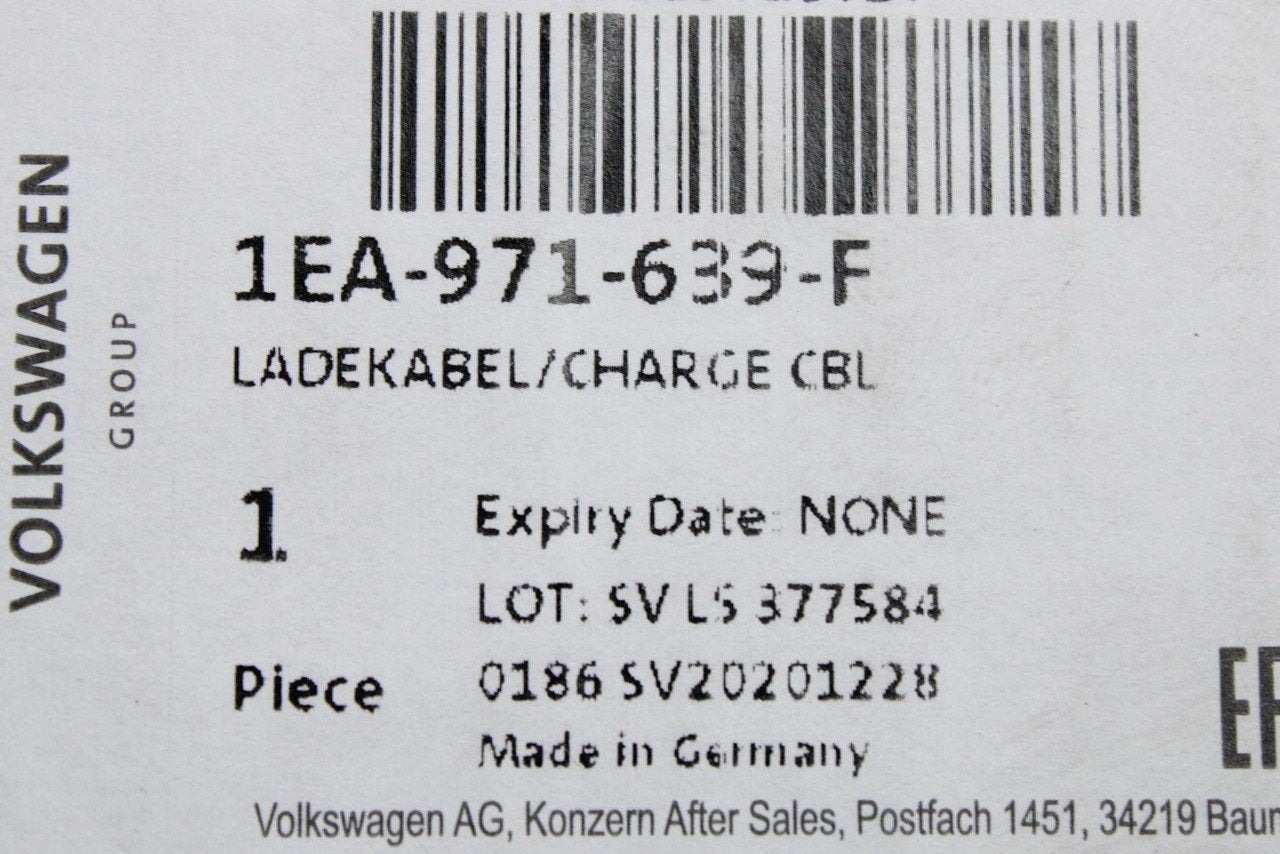 VOLKSWAGEN
GROUP
1EA-971-639-F
LADEKABEL/CHARGE CBL
1
Expiry Date: NONE
LOT: SV LS 377584
Piece
0186 SV20201228
Made in Germany
Volkswagen AG, Konzern After Sales, Postfach 1451, 34219